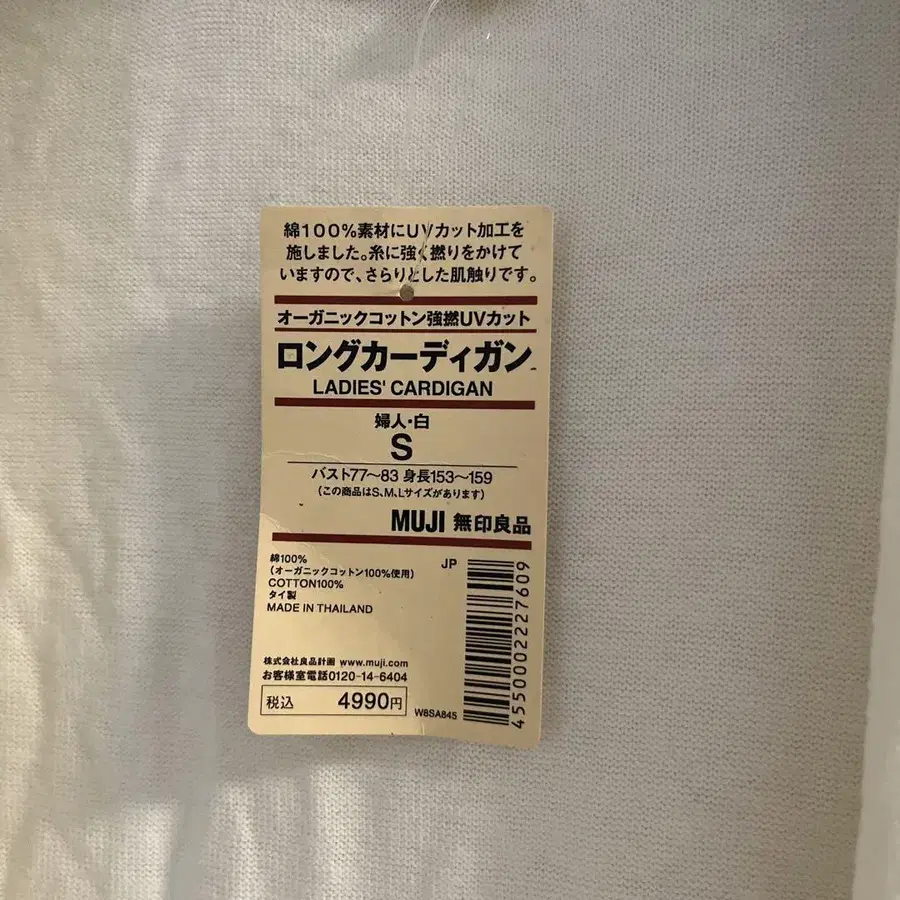 綿100%素材にUVカット加工を
施しました。糸に強く撚りをかけて
いますので、さらりとした肌触りです。
オーガニックコットン強撚UVカット
ロングカーディガン
LADIES' CARDIGAN
婦人・白
S
バスト77〜83 身長153〜159
(この商品はS、M、Lサイズがあります)
MUJI 無印良品
綿100%
(オーガニックコットン100%使用)
COTTON100%
タイ製
MADE IN THAILAND
JP
株式会社良品計画 www.muji.com
お客様室電話0120-14-6404
税込 4990円
W8SA845
4550002227609